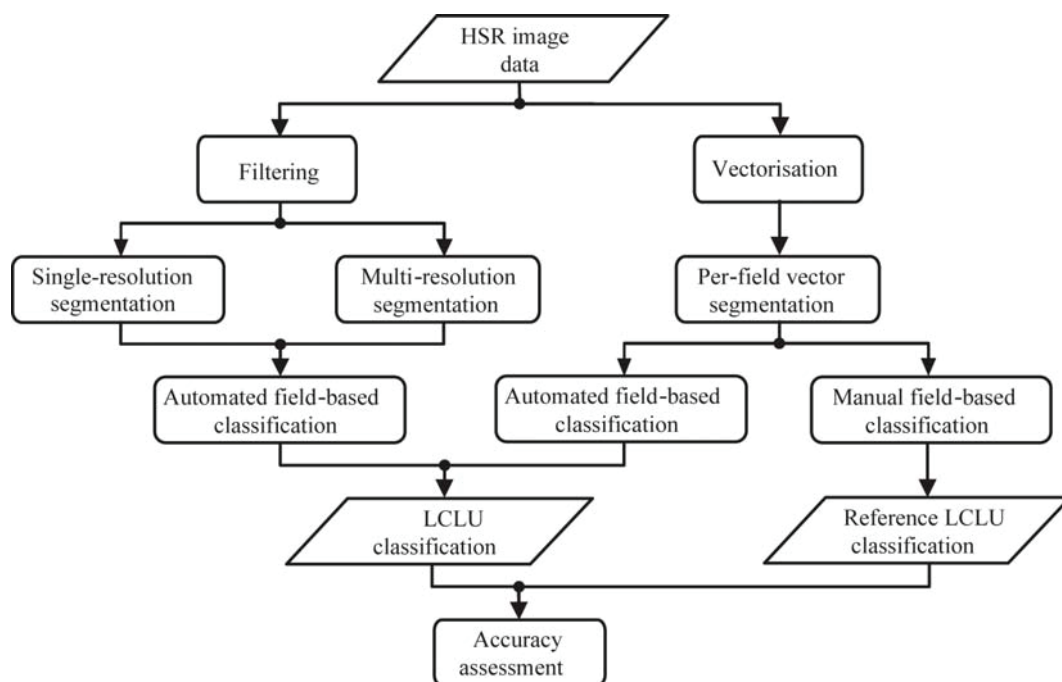 HSR image
data
Filtering
Vectorisation
Single-resolution
segmentation
Multi-resolution
segmentation
Per-field vector
segmentation
Automated field-based
classification
Automated field-based
classification
Manual field-based
classification
LCLU
classification
Reference LCLU
classification
Accuracy
assessment